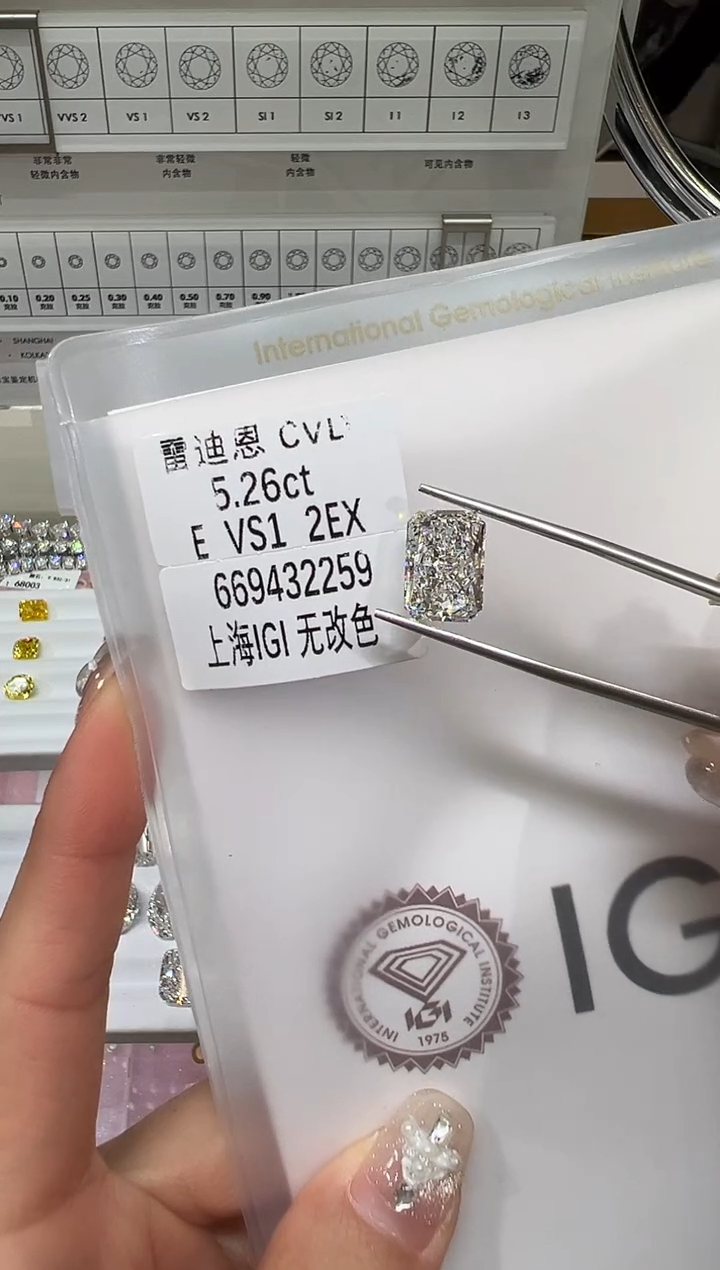 VVS 2 VS 1 VS 2 SI 1 SI 2 I 1 I 2 I 3
非常非常 非常轻微 轻微 可见内含物
轻微内含物 内含物 内含物
0.10 0.20 0.25 0.30 0.40 0.50 0.70 0.90
SHANGHAI
International Gemological Institute
雷迪恩 CVD
5.26ct
E VS1 2EX
669432259
上海IGI 无改色
68003
INTERNATIONAL GEMOLOGICAL INSTITUTE
IGI
1975
IG